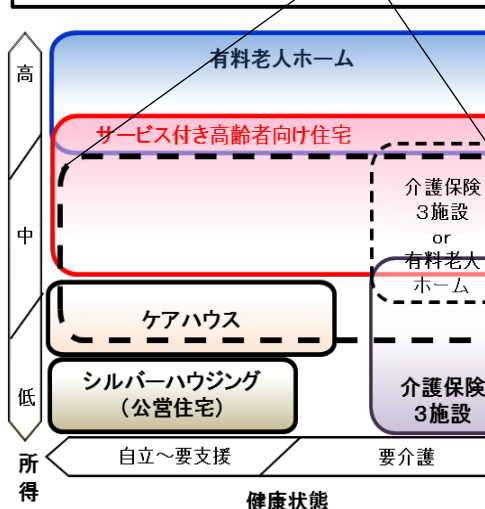 高
有料老人ホーム
サービス付き高齢者向け住宅
中
介護保険
３施設
or
有料老人
ホーム
ケアハウス
低
シルバーハウジング
（公営住宅）
介護保険
３施設
所
得
自立～要支援
要介護
健康状態